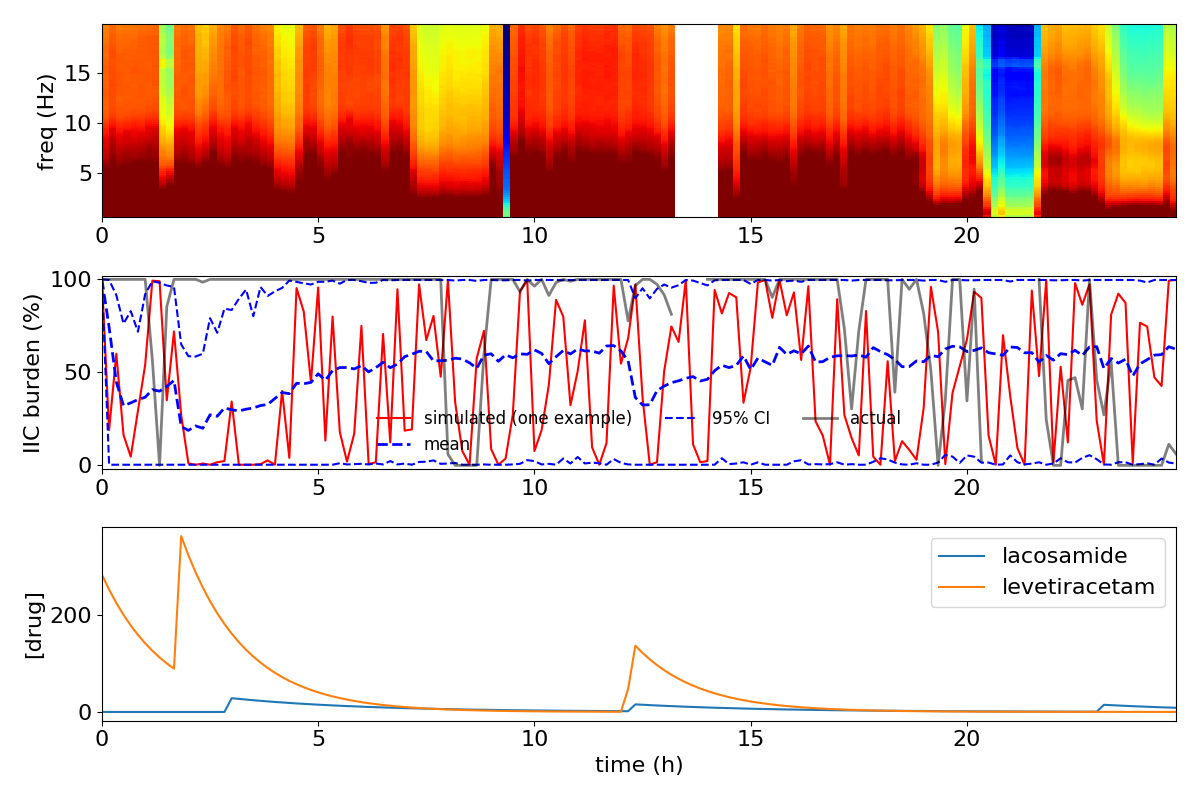 freq (Hz)
15
10
5
0 5 10 15 20
IIC burden (%)
100
50
0
simulated (one example) 95% CI actual
mean
0 5 10 15 20
[drug]
200
0
lacosamide
levetiracetam
0 5 10 15 20
time (h)